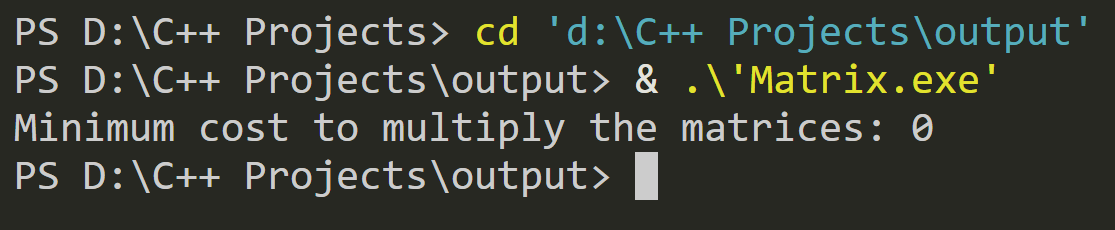 PS D:\C++ Projects> cd 'd:\C++ Projects\output'
PS D:\C++ Projects\output> & .\'Matrix.exe'
Minimum cost to multiply the matrices: 0
PS D:\C++ Projects\output>